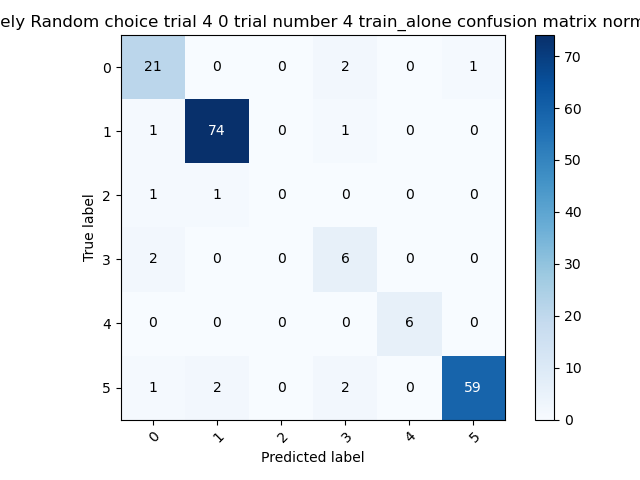 ely Random choice trial 4 0 trial number 4 train_alone confusion matrix norm
0 21 0 0 2 0 1
1 1 74 0 1 0 0
2 1 1 0 0 0 0
3 2 0 0 6 0 0
4 0 0 0 0 6 0
5 1 2 0 2 0 59
0 1 2 3 4 5
True label
Predicted label
70
60
50
40
30
20
10
0